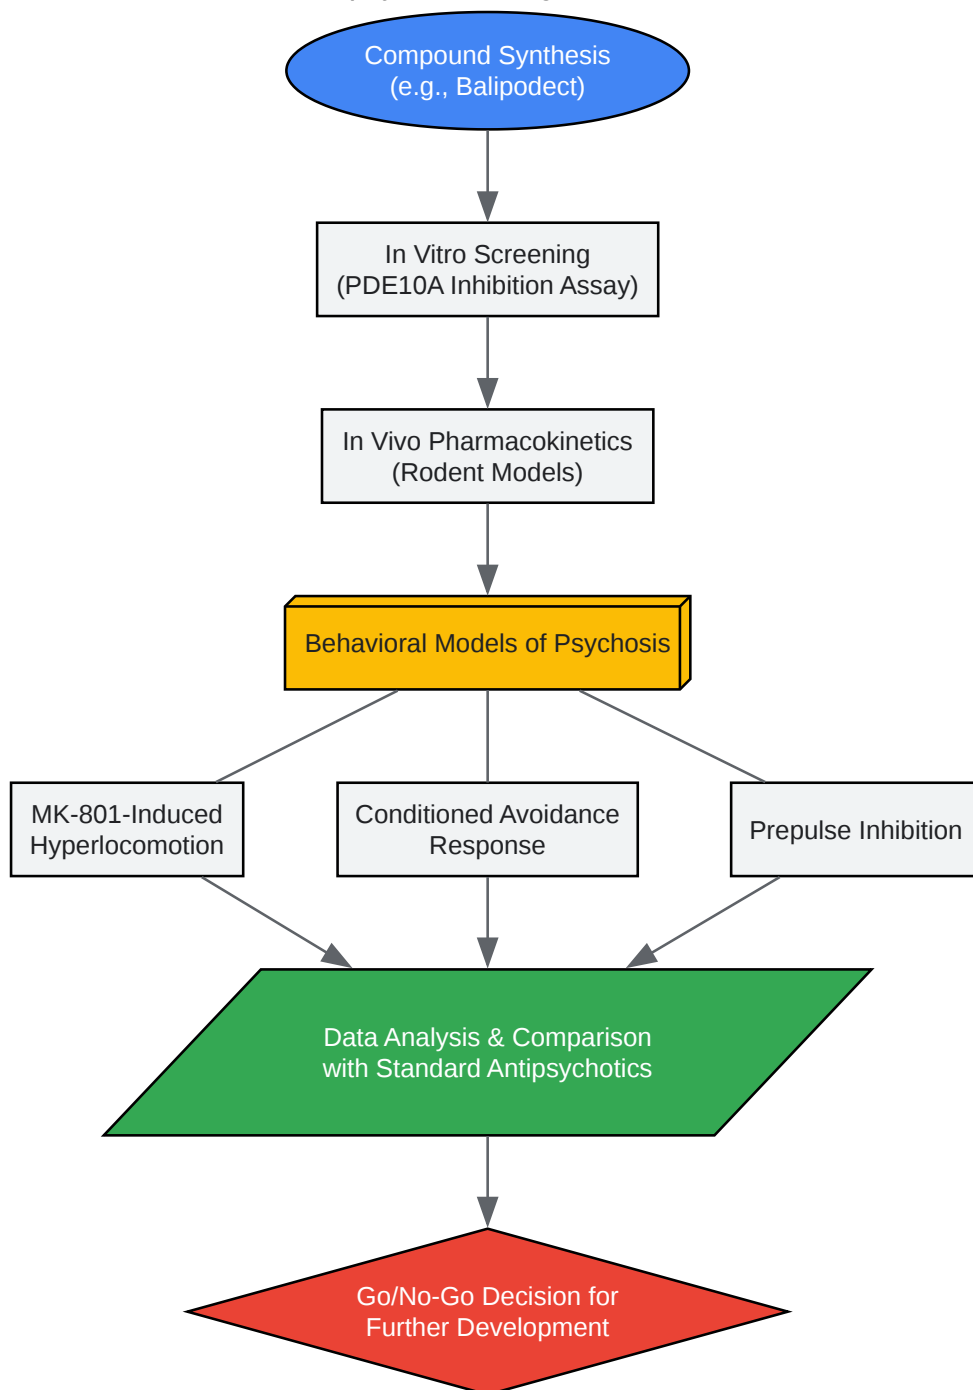 Compound Synthesis
(e.g., Balipodect)
In Vitro Screening
(PDE10A Inhibition Assay)
In Vivo Pharmacokinetics
(Rodent Models)
Behavioral Models of Psychosis
MK-801-Induced
Hyperlocomotion
Conditioned Avoidance
Response
Prepulse Inhibition
Data Analysis & Comparison
with Standard Antipsychotics
Go/No-Go Decision for
Further Development